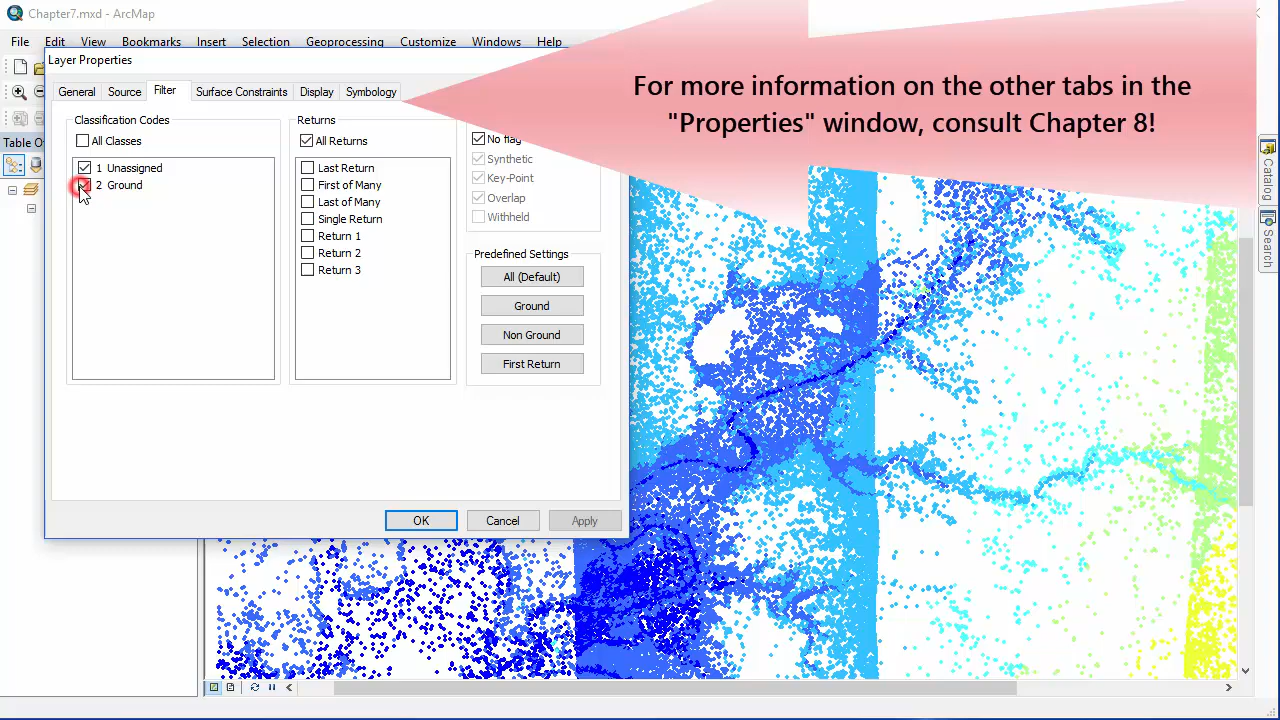 Chapter7.mxd - ArcMap
File Edit View Bookmarks Insert Selection Geoprocessing Customize Windows Help
Layer Properties
General Source Filter Surface Constraints Display Symbology
For more information on the other tabs in the
"Properties" window, consult Chapter 8!
Table Of
Classification Codes
All Classes
1 Unassigned
2 Ground
Returns
All Returns
Last Return
First of Many
Last of Many
Single Return
Return 1
Return 2
Return 3
No flag
Synthetic
Key-Point
Overlap
Withheld
Predefined Settings
All (Default)
Ground
Non Ground
First Return
OK Cancel Apply
Catalog
Search